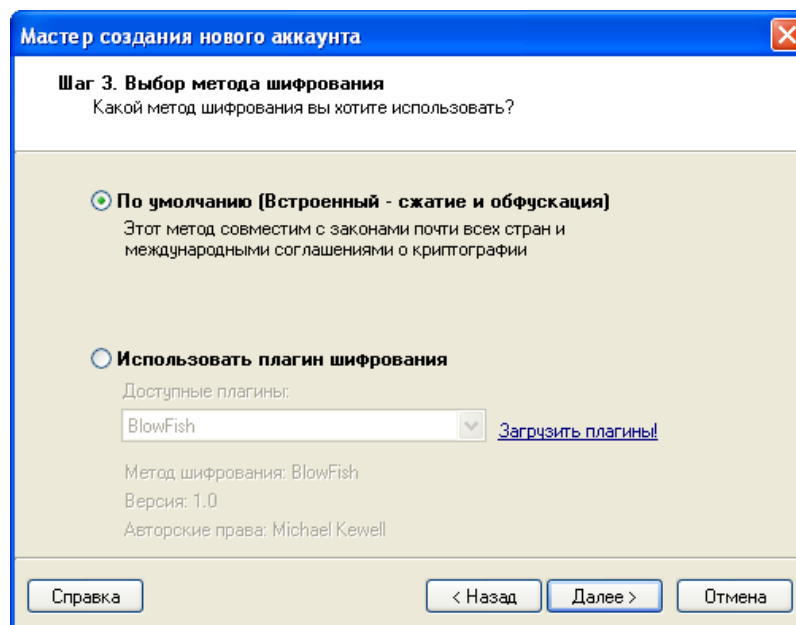 Мастер создания нового аккаунта
Шаг 3. Выбор метода шифрования
Какой метод шифрования вы хотите использовать?
По умолчанию (Встроенный - сжатие и обфускация)
Этот метод совместим с законами почти всех стран и
международными соглашениями о криптографии
Использовать плагин шифрования
Доступные плагины:
BlowFish
Загрузить плагины!
Метод шифрования: BlowFish
Версия: 1.0
Авторские права: Michael Kewell
Справка
< Назад
Далее >
Отмена